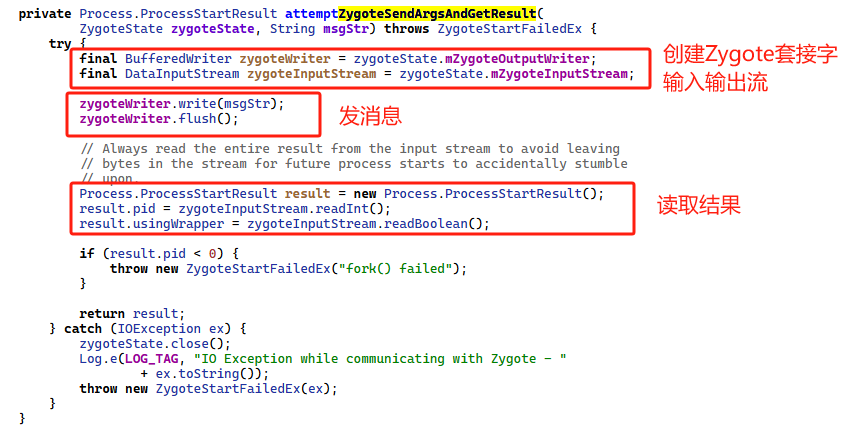 private Process.ProcessStartResult attemptZygoteSendArgsAndGetResult(
ZygoteState zygoteState, String msgStr) throws ZygoteStartFailedEx {
try {
final BufferedWriter zygoteWriter = zygoteState.mZygoteOutputWriter;
final DataInputStream zygoteInputStream = zygoteState.mZygoteInputStream;
创建Zygote套接字
输入输出流
zygoteWriter.write(msgStr);
zygoteWriter.flush();
发消息
// Always read the entire result from the input stream to avoid leaving
// bytes in the stream for future process starts to accidentally stumble
// upon.
Process.ProcessStartResult result = new Process.ProcessStartResult();
result.pid = zygoteInputStream.readInt();
result.usingWrapper = zygoteInputStream.readBoolean();
读取结果
if (result.pid < 0) {
throw new ZygoteStartFailedEx("fork() failed");
}
return result;
} catch (IOException ex) {
zygoteState.close();
Log.e(LOG_TAG, "IO Exception while communicating with Zygote - "
+ ex.toString());
throw new ZygoteStartFailedEx(ex);
}
}